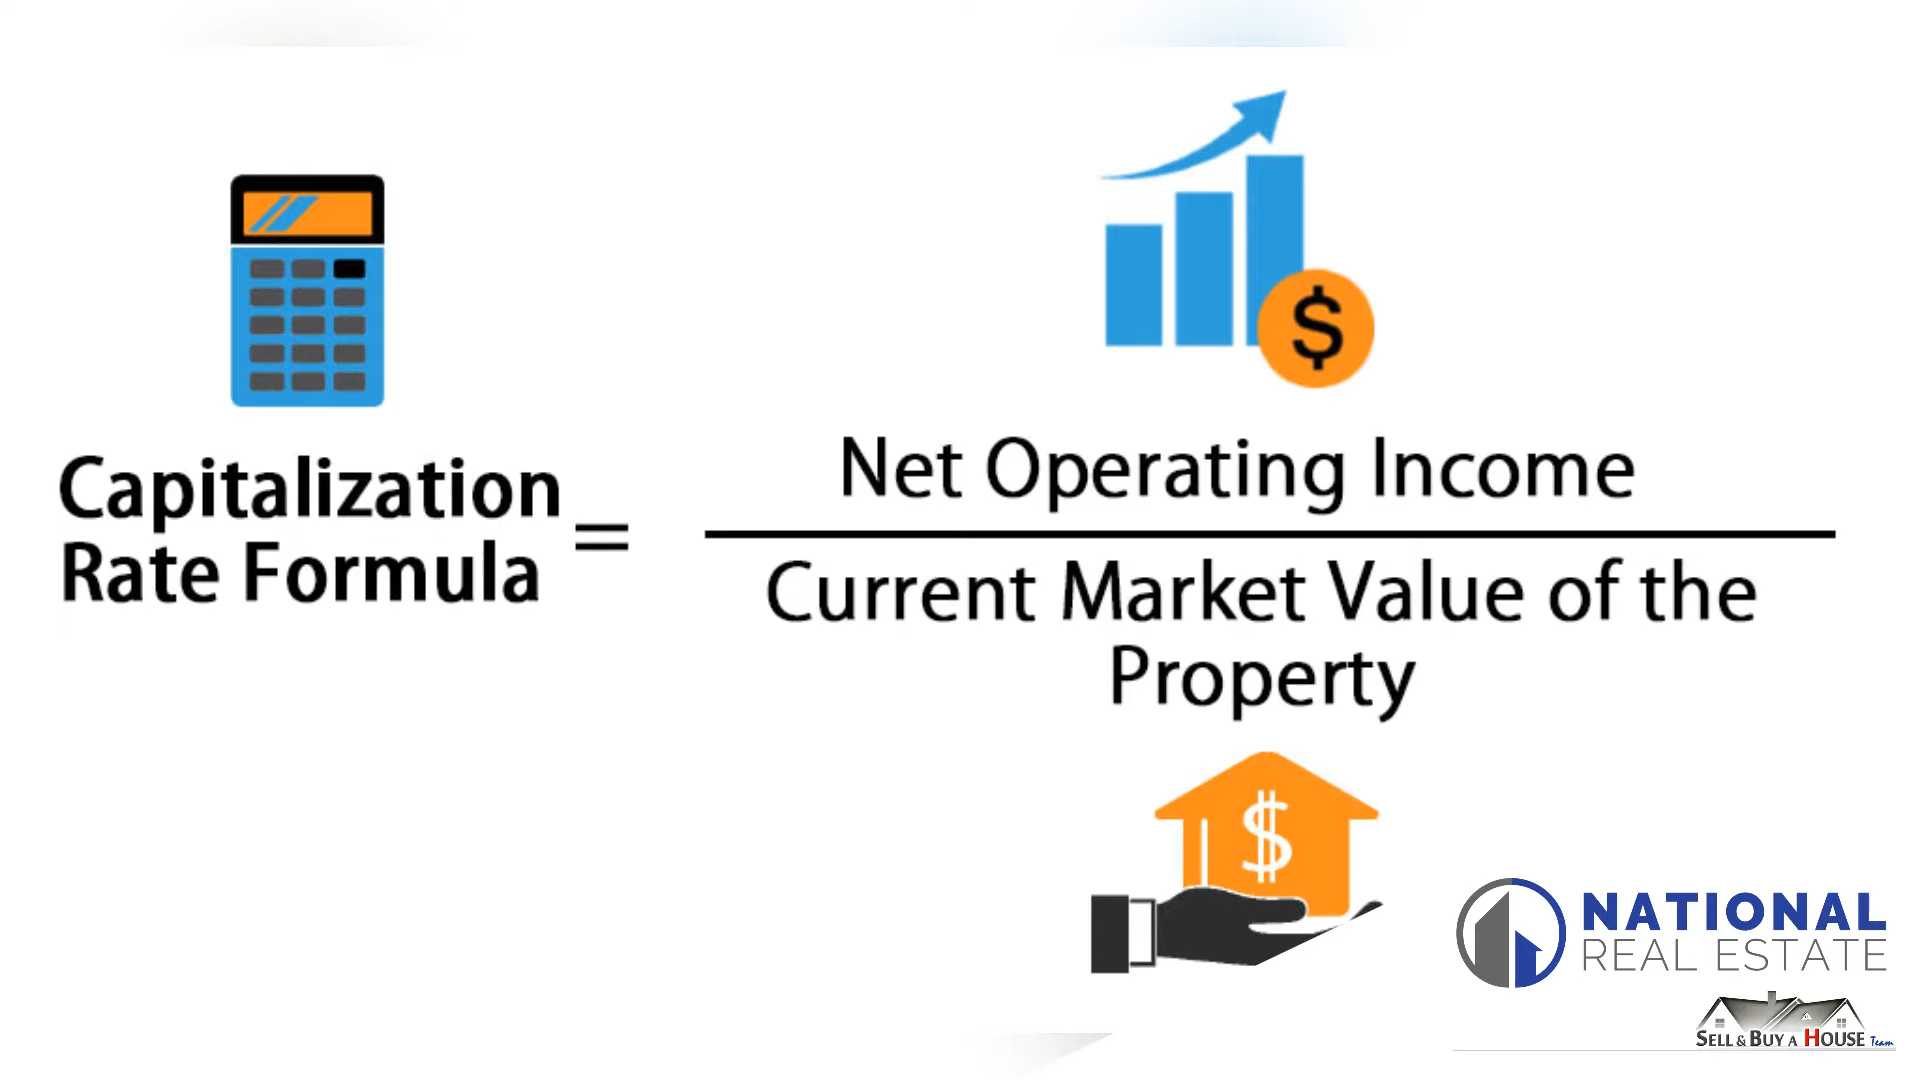 $
Capitalization
Rate Formula
=
Net Operating Income
Current Market Value of the
Property
$
NATIONAL
REAL ESTATE
SELL & BUY A HOUSE Team